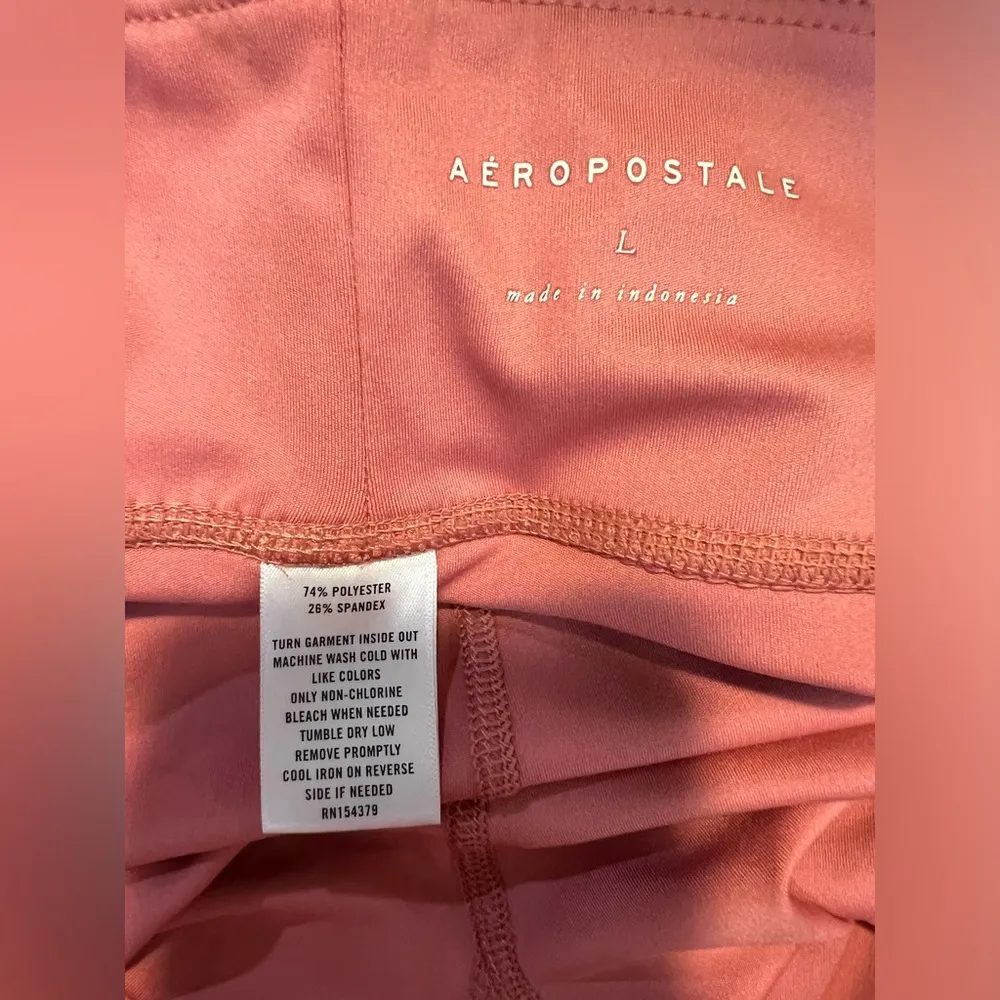 AÉROPOSTALE
L
made in indonesia
74% POLYESTER
26% SPANDEX
TURN GARMENT INSIDE OUT
MACHINE WASH COLD WITH
LIKE COLORS
ONLY NON-CHLORINE
BLEACH WHEN NEEDED
TUMBLE DRY LOW
REMOVE PROMPTLY
COOL IRON ON REVERSE
SIDE IF NEEDED
RN154379